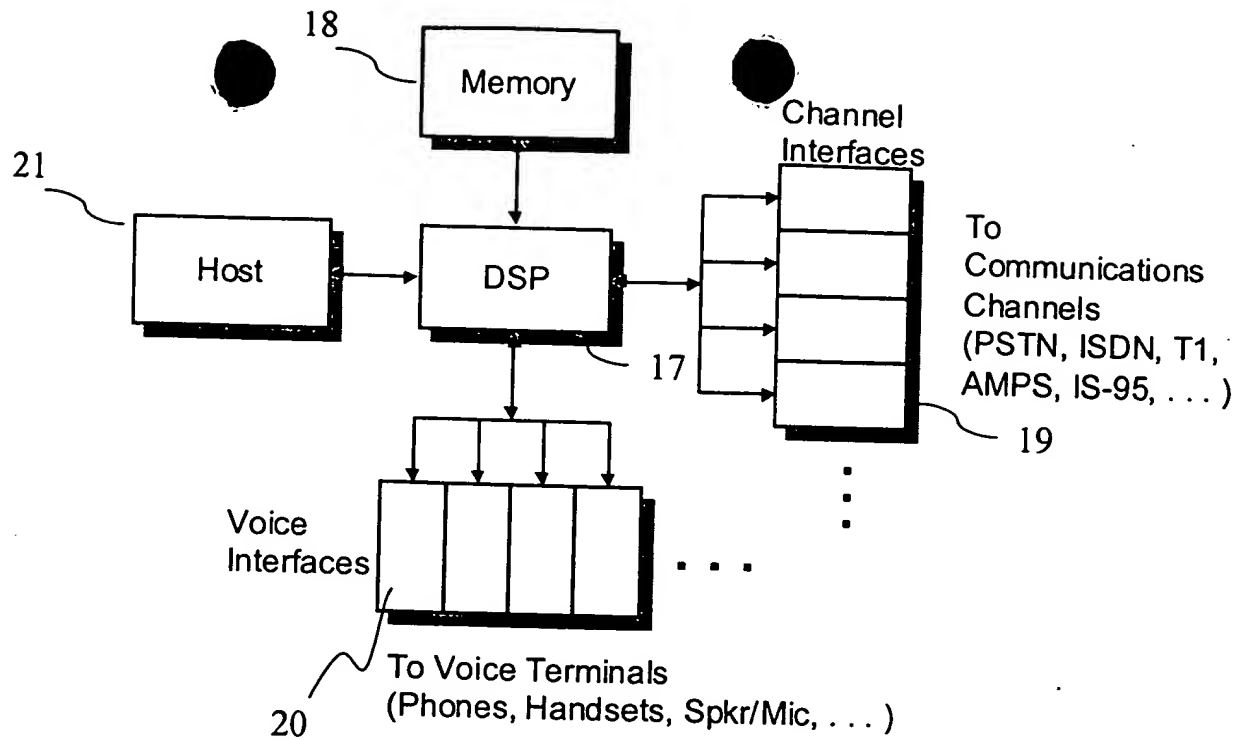 18
Memory
Channel
Interfaces
21
Host
DSP
17
To
Communications
Channels
(PSTN, ISDN, T1,
AMPS, IS-95, . . . )
19
Voice
Interfaces
. . .
20
To Voice Terminals
(Phones, Handsets, Spkr/Mic, . . . )